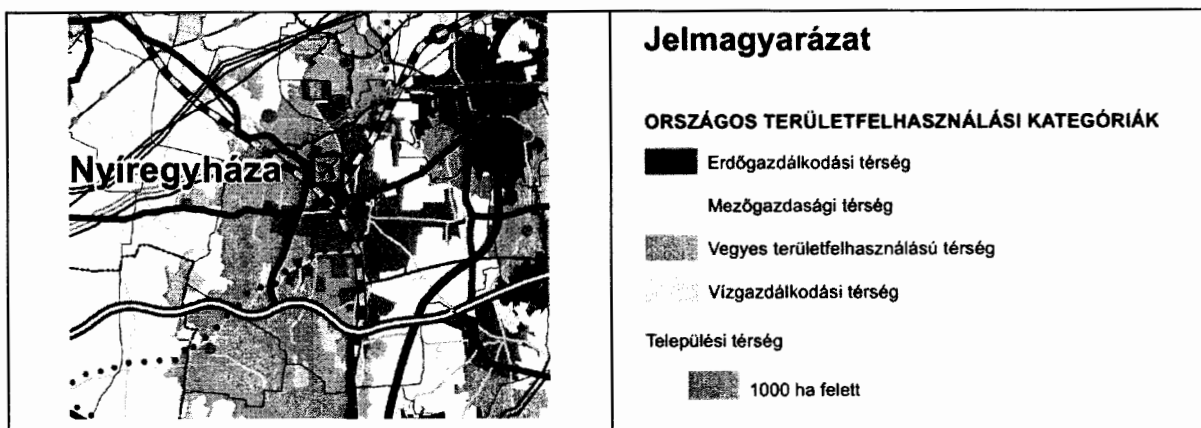 Nyíregyháza
Jelmagyarázat
ORSZÁGOS TERÜLETFELHASZNÁLÁSI KATEGÓRIÁK
Erdőgazdálkodási térség
Mezőgazdasági térség
Vegyes területfelhasználású térség
Vízgazdálkodási térség
Települési térség
1000 ha felett